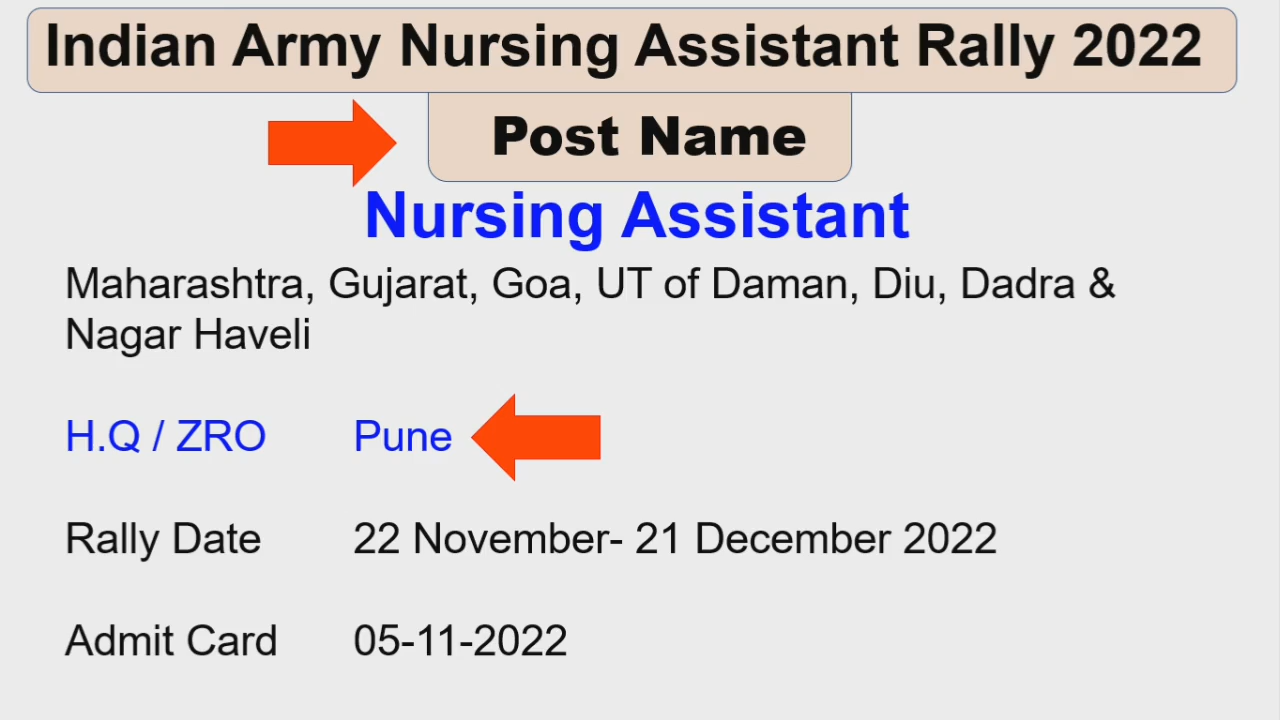 Indian Army Nursing Assistant Rally 2022
Post Name
Nursing Assistant
Maharashtra, Gujarat, Goa, UT of Daman, Diu, Dadra &
Nagar Haveli
H.Q / ZRO Pune
Rally Date 22 November- 21 December 2022
Admit Card 05-11-2022